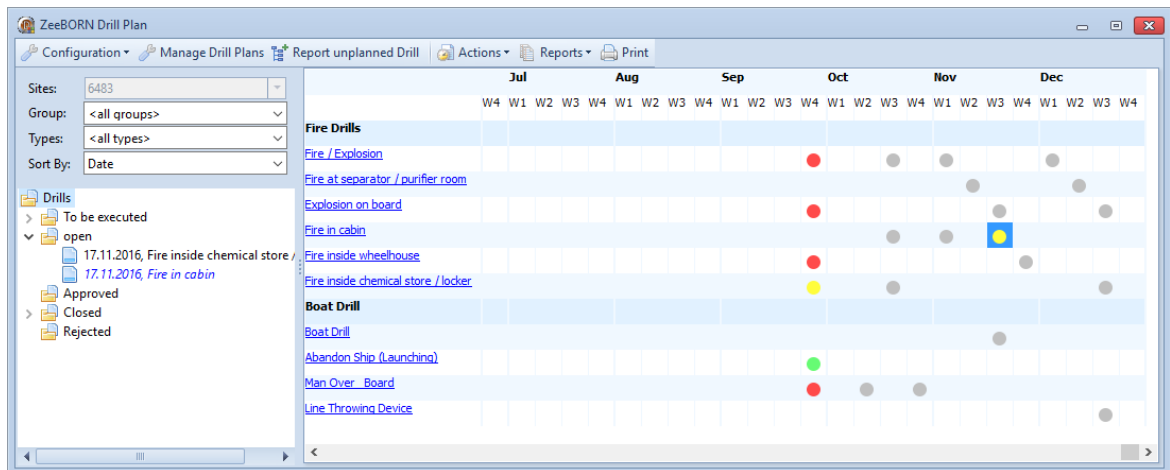 ZeeBORN Drill Plan
Configuration Manage Drill Plans Report unplanned Drill Actions Reports Print
Sites: 6483
Group: <all groups>
Types: <all types>
Sort By: Date
Drills
To be executed
open
17.11.2016, Fire inside chemical store /
17.11.2016, Fire in cabin
Approved
Closed
Rejected
Jul Aug Sep Oct Nov Dec
W4 W1 W2 W3 W4 W1 W2 W3 W4 W1 W2 W3 W4 W1 W2 W3 W4 W1 W2 W3 W4 W1 W2 W3 W4
Fire Drills
Fire / Explosion
Fire at separator / purifier room
Explosion on board
Fire in cabin
Fire inside wheelhouse
Fire inside chemical store / locker
Boat Drill
Boat Drill
Abandon Ship (Launching)
Man Over Board
Line Throwing Device